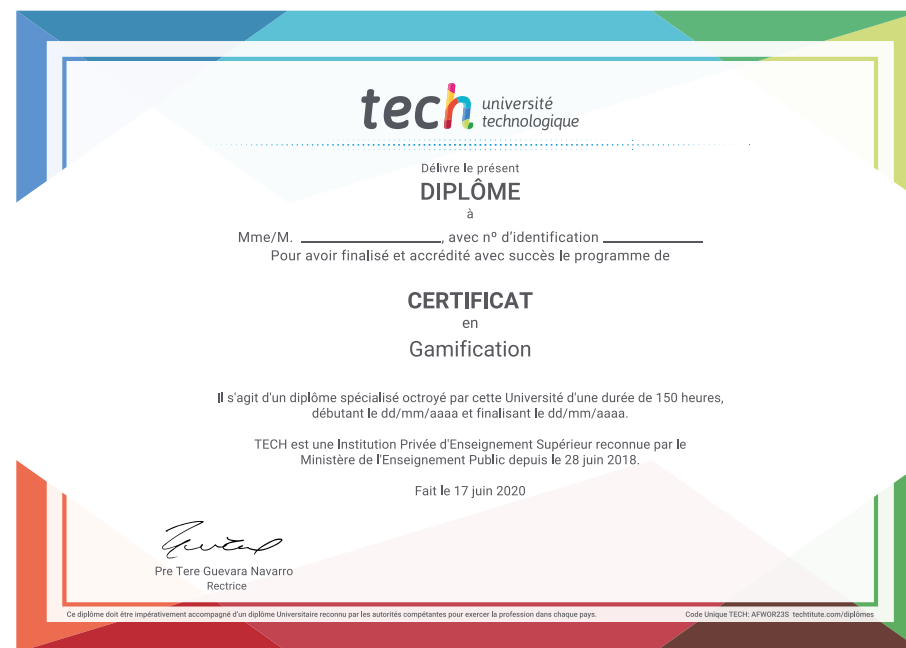 tech université
technologique
Délivre le présent
DIPLÔME
à
Mme/M. ____________________, avec nº d'identification ______________
Pour avoir finalisé et accrédité avec succès le programme de
CERTIFICAT
en
Gamification
Il s'agit d'un diplôme spécialisé octroyé par cette Université d'une durée de 150 heures,
débutant le dd/mm/aaaa et finalisant le dd/mm/aaaa.
TECH est une Institution Privée d'Enseignement Supérieur reconnue par le
Ministère de l'Enseignement Public depuis le 28 juin 2018.
Fait le 17 juin 2020
Pre Tere Guevara Navarro
Rectrice
Ce diplôme doit être impérativement accompagné d'un diplôme Universitaire reconnu par les autorités compétantes pour exercer la profession dans chaque pays.
Code Unique TECH: AFWOR23S techtitute.com/diplômes